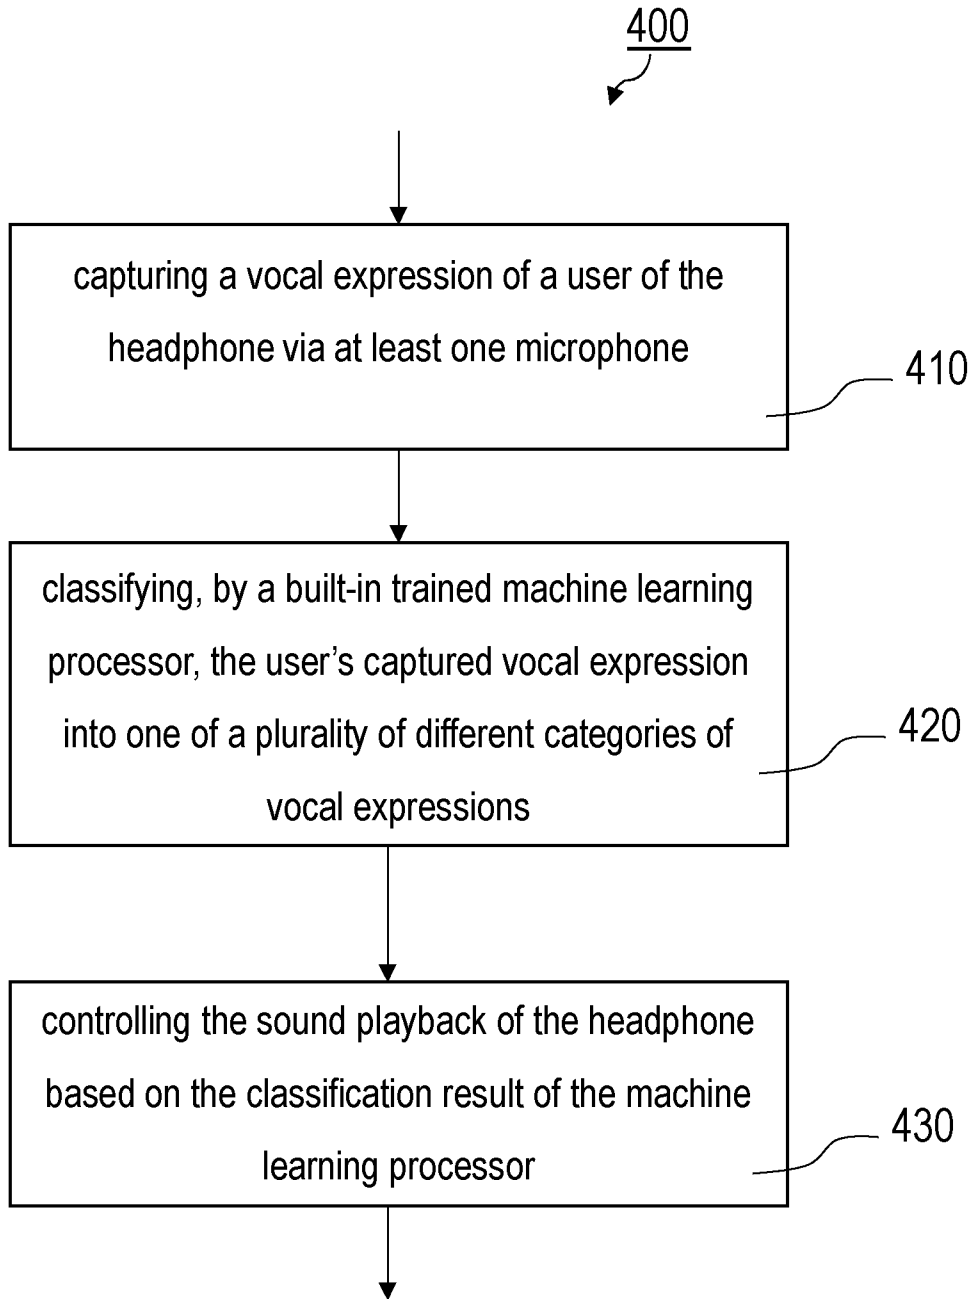 400
capturing a vocal expression of a user of the
headphone via at least one microphone
410
classifying, by a built-in trained machine learning
processor, the user’s captured vocal expression
into one of a plurality of different categories of
vocal expressions
420
controlling the sound playback of the headphone
based on the classification result of the machine
learning processor
430